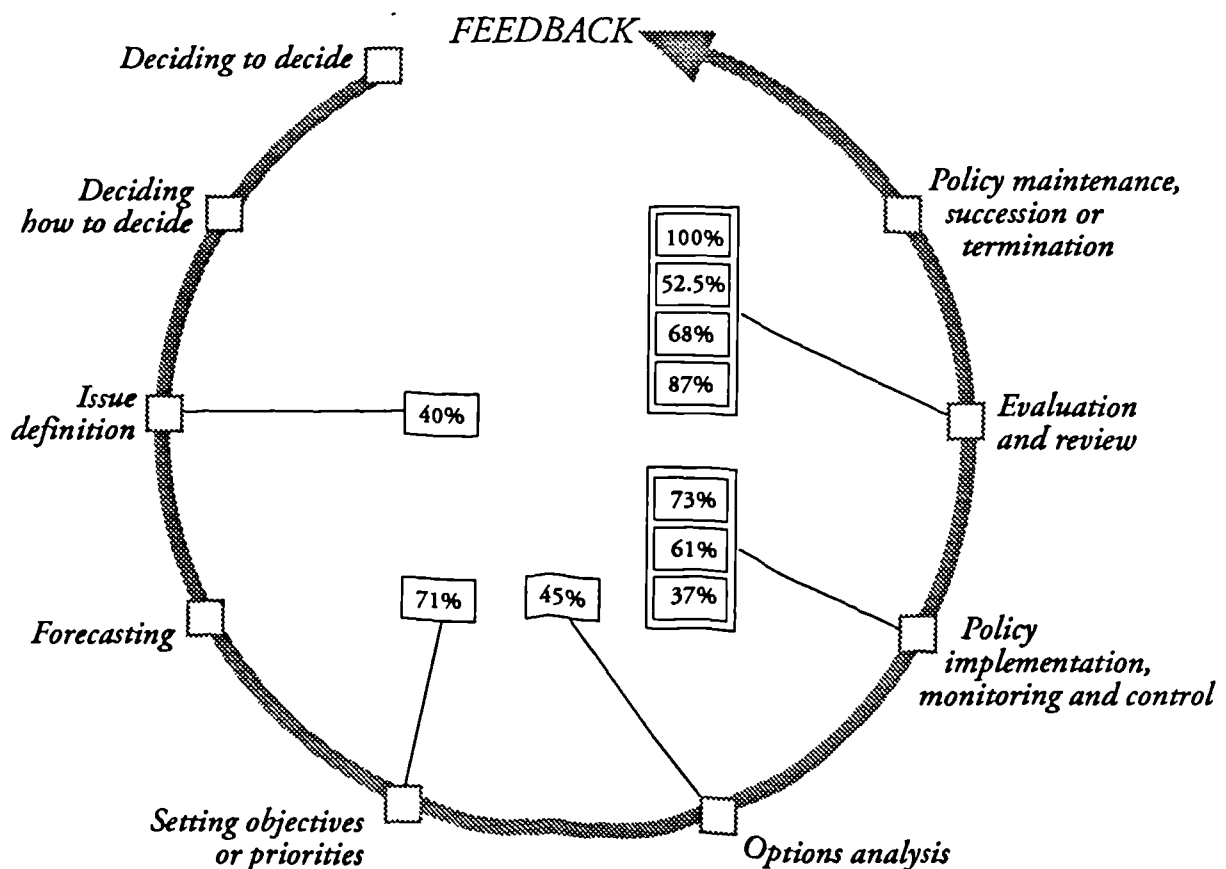 FEEDBACK
Deciding to decide
Deciding
how to decide
Policy maintenance,
succession or
termination
100%
52.5%
68%
87%
Issue
definition
40%
Evaluation
and review
73%
61%
37%
71%
45%
Forecasting
Policy
implementation,
monitoring and control
Setting objectives
or priorities
Options analysis